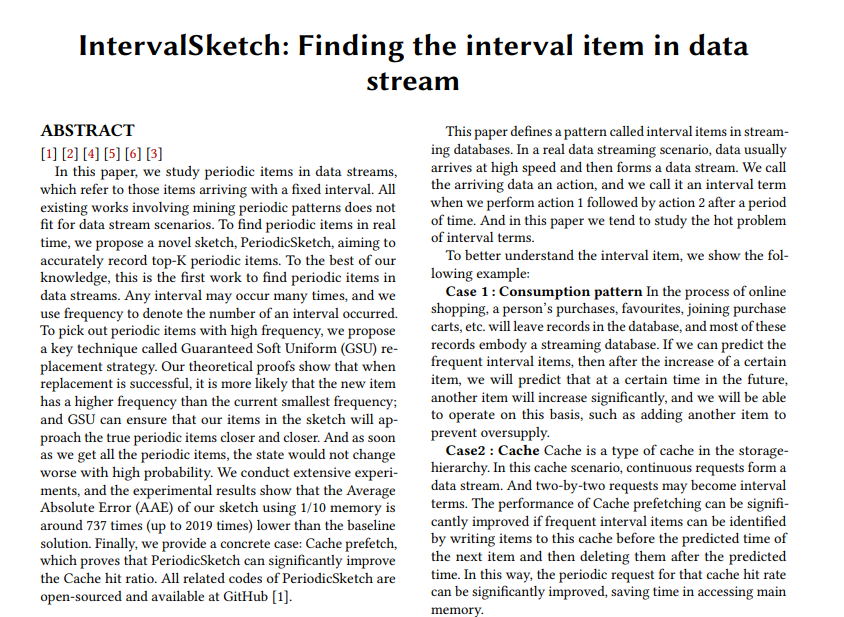 IntervalSketch: Finding the interval item in data
stream
ABSTRACT
[1] [2] [4] [5] [6] [3]
In this paper, we study periodic items in data streams,
which refer to those items arriving with a fixed interval. All
existing works involving mining periodic patterns does not
fit for data stream scenarios. To find periodic items in real
time, we propose a novel sketch, PeriodicSketch, aiming to
accurately record top-K periodic items. To the best of our
knowledge, this is the first work to find periodic items in
data streams. Any interval may occur many times, and we
use frequency to denote the number of an interval occurred.
To pick out periodic items with high frequency, we propose
a key technique called Guaranteed Soft Uniform (GSU) re-
placement strategy. Our theoretical proofs show that when
replacement is successful, it is more likely that the new item
has a higher frequency than the current smallest frequency;
and GSU can ensure that our items in the sketch will ap-
proach the true periodic items closer and closer. And as soon
as we get all the periodic items, the state would not change
worse with high probability. We conduct extensive experi-
ments, and the experimental results show that the Average
Absolute Error (AAE) of our sketch using 1/10 memory is
around 737 times (up to 2019 times) lower than the baseline
solution. Finally, we provide a concrete case: Cache prefetch,
which proves that PeriodicSketch can significantly improve
the Cache hit ratio. All related codes of PeriodicSketch are
open-sourced and available at GitHub [1].
This paper defines a pattern called interval items in stream-
ing databases. In a real data streaming scenario, data usually
arrives at high speed and then forms a data stream. We call
the arriving data an action, and we call it an interval term
when we perform action 1 followed by action 2 after a period
of time. And in this paper we tend to study the hot problem
of interval terms.
To better understand the interval item, we show the fol-
lowing example:
Case 1 : Consumption pattern In the process of online
shopping, a person's purchases, favourites, joining purchase
carts, etc. will leave records in the database, and most of these
records embody a streaming database. If we can predict the
frequent interval items, then after the increase of a certain
item, we will predict that at a certain time in the future,
another item will increase significantly, and we will be able
to operate on this basis, such as adding another item to
prevent oversupply.
Case2 : Cache Cache is a type of cache in the storage-
hierarchy. In this cache scenario, continuous requests form a
data stream. And two-by-two requests may become interval
terms. The performance of Cache prefetching can be signifi-
cantly improved if frequent interval items can be identified
by writing items to this cache before the predicted time of
the next item and then deleting them after the predicted
time. In this way, the periodic request for that cache hit rate
can be significantly improved, saving time in accessing main
memory.